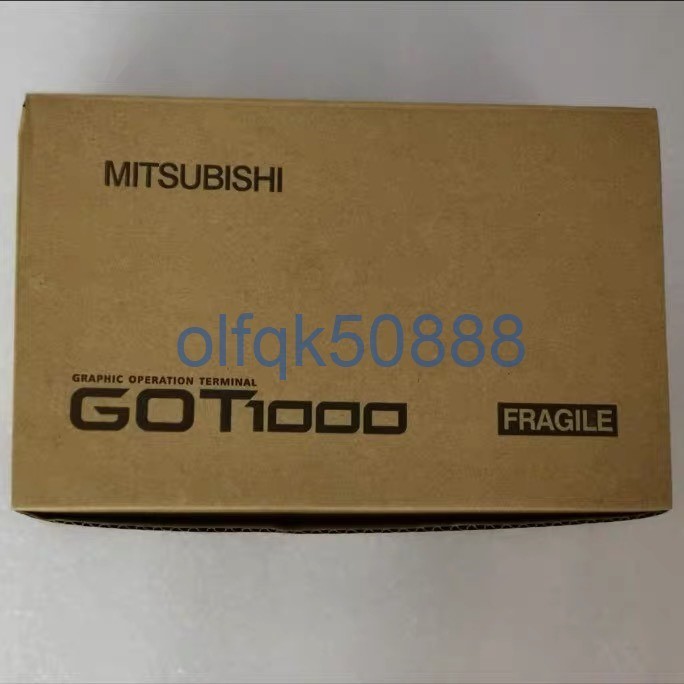 MITSUBISHI
olfqk50888
GRAPHIC OPERATION TERMINAL
GOT1000
FRAGILE